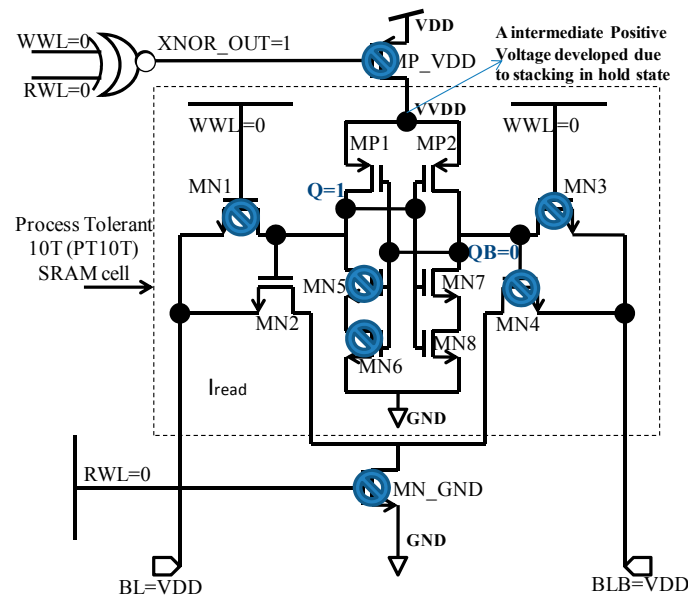 WWL=0
RWL=0
XNOR_OUT=1
VDD
MP_VDD
A intermediate Positive
Voltage developed due
to stacking in hold state
VVDD
WWL=0
WWL=0
MP1
MP2
MN1
Q=1
MN3
Process Tolerant
10T (PT10T)
SRAM cell
QB=0
MN5
MN7
MN2
MN4
MN6
MN8
Iread
GND
RWL=0
MN_GND
GND
BL=VDD
BLB=VDD